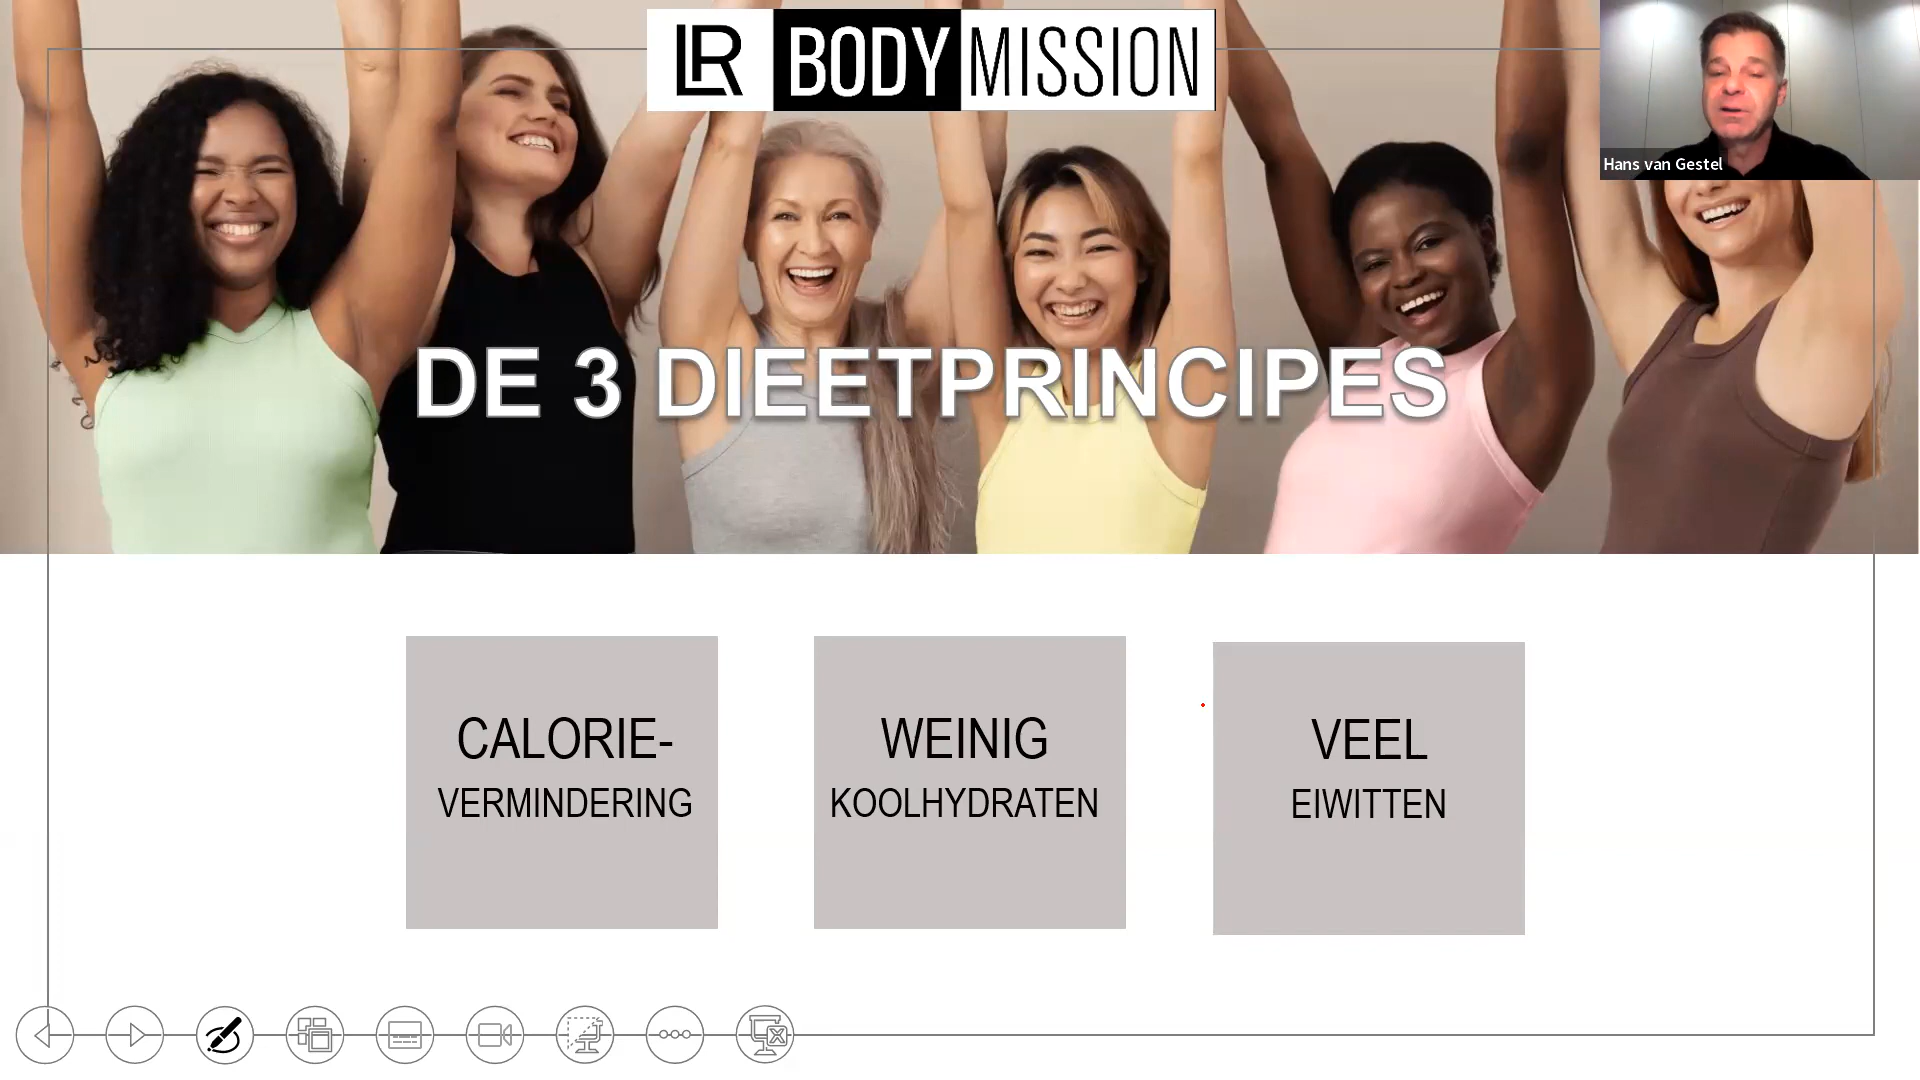 LR BODY MISSION
Hans van Gestel
DE 3 DIEETPRINCIPES
CALORIE-
VERMINDERING
WEINIG
KOOLHYDRATEN
VEEL
EIWITTEN